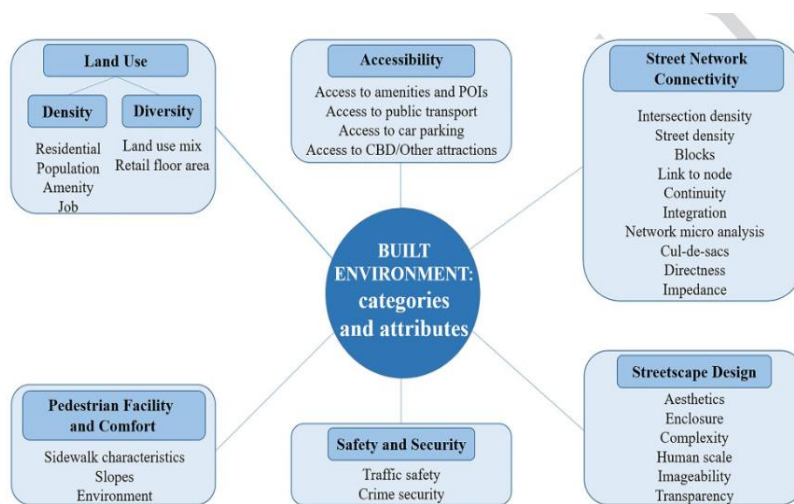 Land Use
Density
Residential
Population
Amenity
Job
Diversity
Land use mix
Retail floor area
Accessibility
Access to amenities and POIs
Access to public transport
Access to car parking
Access to CBD/Other attractions
Street Network
Connectivity
Intersection density
Street density
Blocks
Link to node
Continuity
Integration
Network micro analysis
Cul-de-sacs
Directness
Impedance
BUILT
ENVIRONMENT:
categories
and attributes
Pedestrian Facility
and Comfort
Sidewalk characteristics
Slopes
Environment
Safety and Security
Traffic safety
Crime security
Streetscape Design
Aesthetics
Enclosure
Complexity
Human scale
Imageability
Transparency